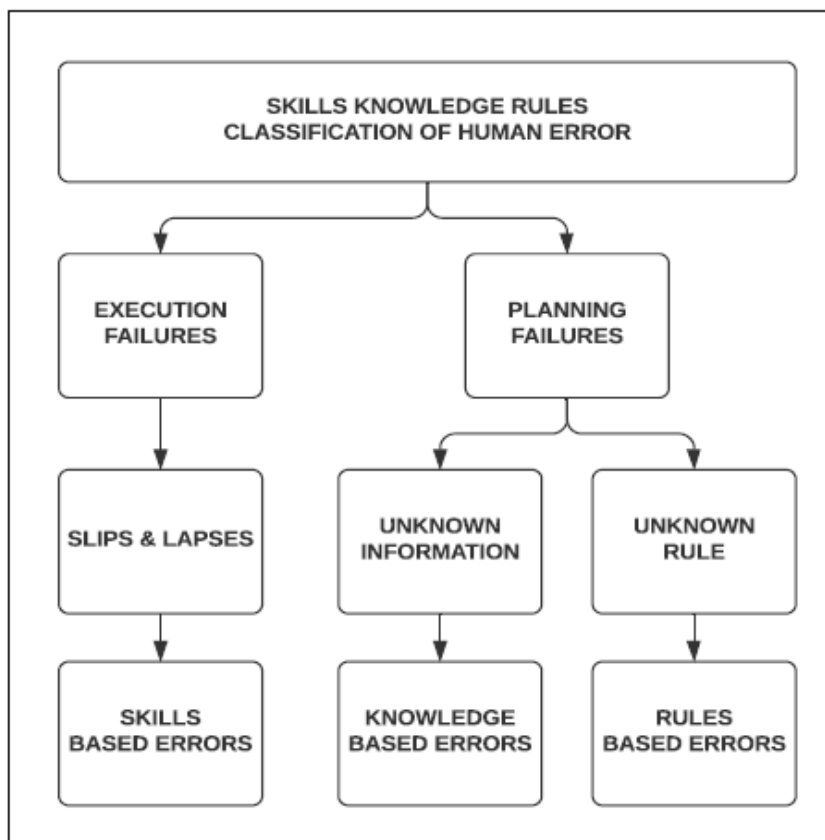 SKILLS KNOWLEDGE RULES
CLASSIFICATION OF HUMAN ERROR
EXECUTION
FAILURES
PLANNING
FAILURES
SLIPS & LAPSES
UNKNOWN
INFORMATION
UNKNOWN
RULE
SKILLS
BASED ERRORS
KNOWLEDGE
BASED ERRORS
RULES
BASED ERRORS